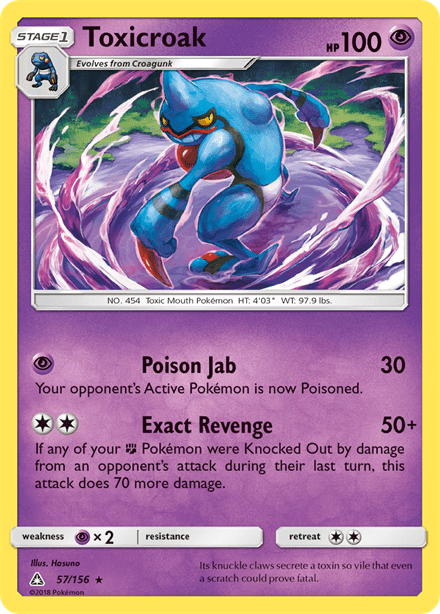 STAGE 1
Toxicroak
HP 100
Evolves from Croagunk
NO. 454 Toxic Mouth Pokémon HT: 4'03" WT: 97.9 lbs.
Poison Jab 30
Your opponent's Active Pokémon is now Poisoned.
Exact Revenge 50+
If any of your Pokémon were Knocked Out by damage
from an opponent's attack during their last turn, this
attack does 70 more damage.
weakness ×2 resistance retreat
Illus. Hasuno
57/156 ★
©2018 Pokémon
Its knuckle claws secrete a toxin so vile that even
a scratch could prove fatal.